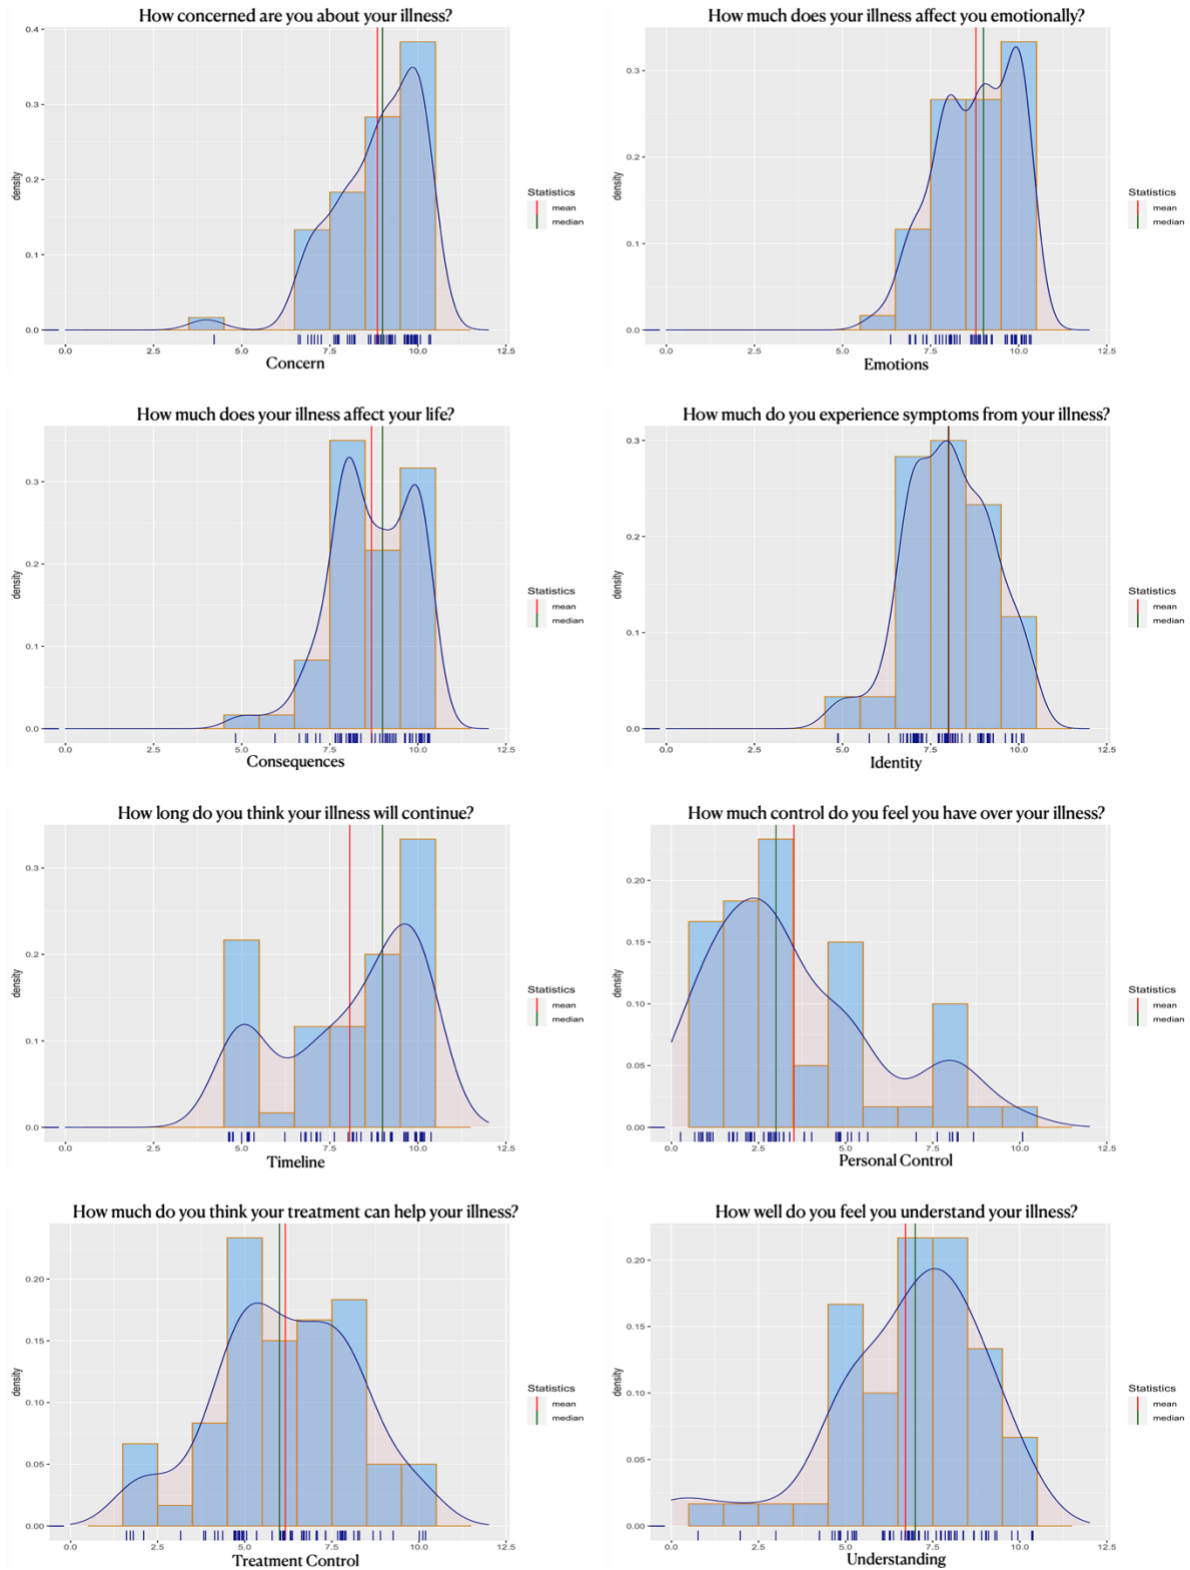 How concerned are you about your illness?
0.4
0.3
0.2
0.1
0.0
density
0.0 2.5 5.0 7.5 10.0 12.5
Concern
Statistics
mean
median
How much does your illness affect you emotionally?
0.3
0.2
0.1
0.0
density
0.0 2.5 5.0 7.5 10.0 12.5
Emotions
Statistics
mean
median
How much does your illness affect your life?
0.3
0.2
0.1
0.0
density
0.0 2.5 5.0 7.5 10.0 12.5
Consequences
Statistics
mean
median
How much do you experience symptoms from your illness?
0.3
0.2
0.1
0.0
density
0.0 2.5 5.0 7.5 10.0 12.5
Identity
Statistics
mean
median
How long do you think your illness will continue?
0.3
0.2
0.1
0.0
density
0.0 2.5 5.0 7.5 10.0 12.5
Timeline
Statistics
mean
median
How much control do you feel you have over your illness?
0.20
0.15
0.10
0.05
0.00
density
0.0 2.5 5.0 7.5 10.0 12.5
Personal Control
Statistics
mean
median
How much do you think your treatment can help your illness?
0.20
0.15
0.10
0.05
0.00
density
0.0 2.5 5.0 7.5 10.0 12.5
Treatment Control
Statistics
mean
median
How well do you feel you understand your illness?
0.20
0.15
0.10
0.05
0.00
density
0.0 2.5 5.0 7.5 10.0 12.5
Understanding
Statistics
mean
median